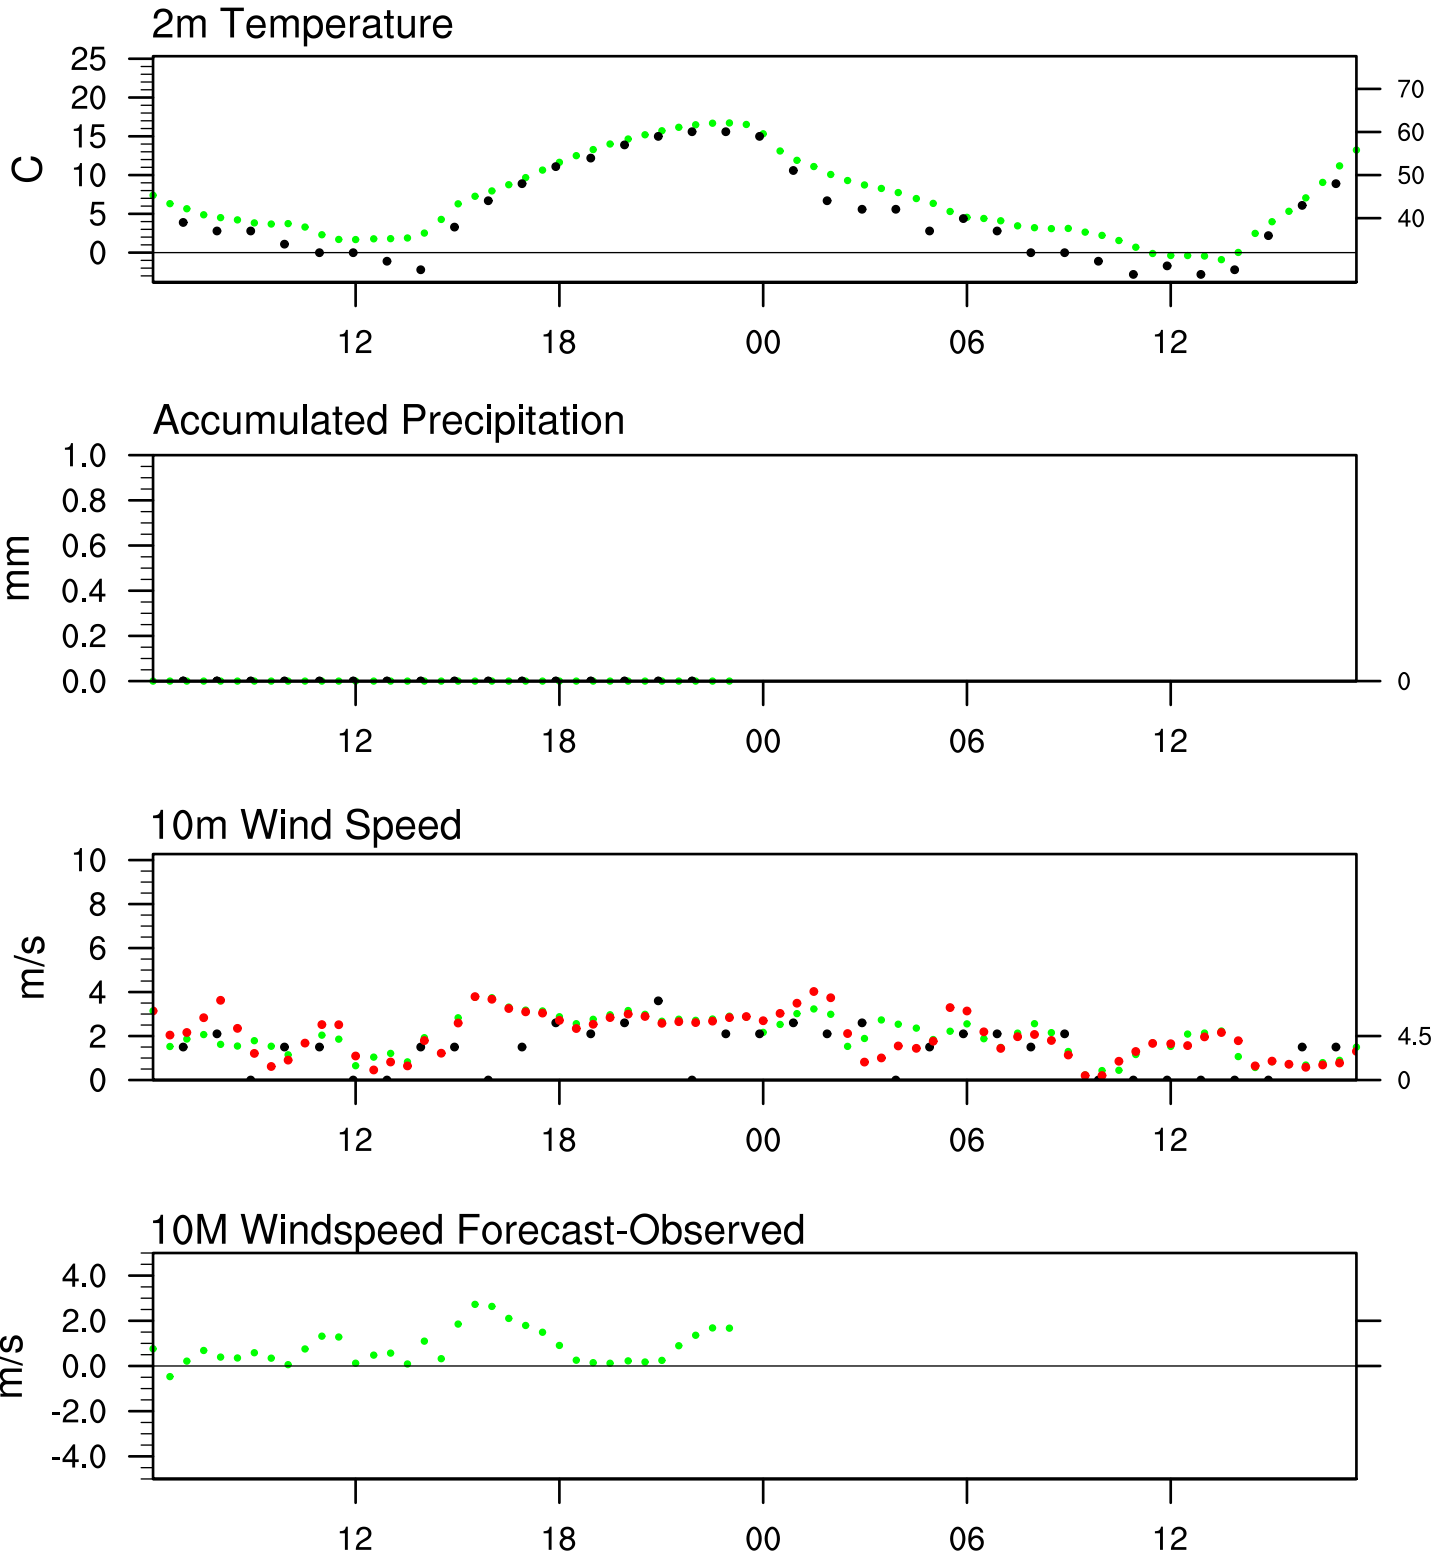 2m Temperature
25
20
15
10
5
0
C
70
60
50
40
12 18 00 06 12
Accumulated Precipitation
1.0
0.8
0.6
0.4
0.2
0.0
mm
0
12 18 00 06 12
10m Wind Speed
10
8
6
4
2
0
m/s
4.5
0
12 18 00 06 12
10M Windspeed Forecast-Observed
4.0
2.0
0.0
-2.0
-4.0
m/s
12 18 00 06 12